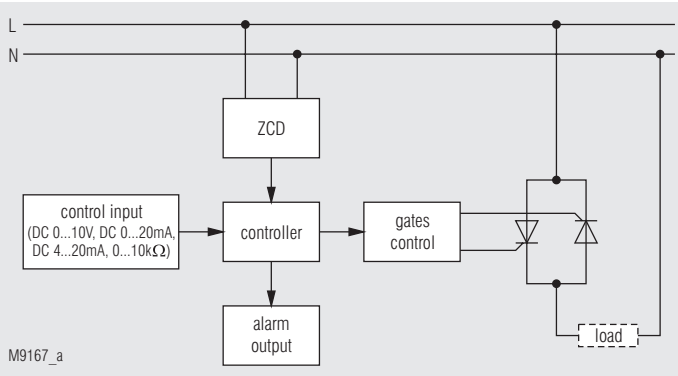 L
N
ZCD
control input
(DC 0...10V, DC 0...20mA,
DC 4...20mA, 0...10kΩ)
controller
gates
control
alarm
output
load
M9167_a